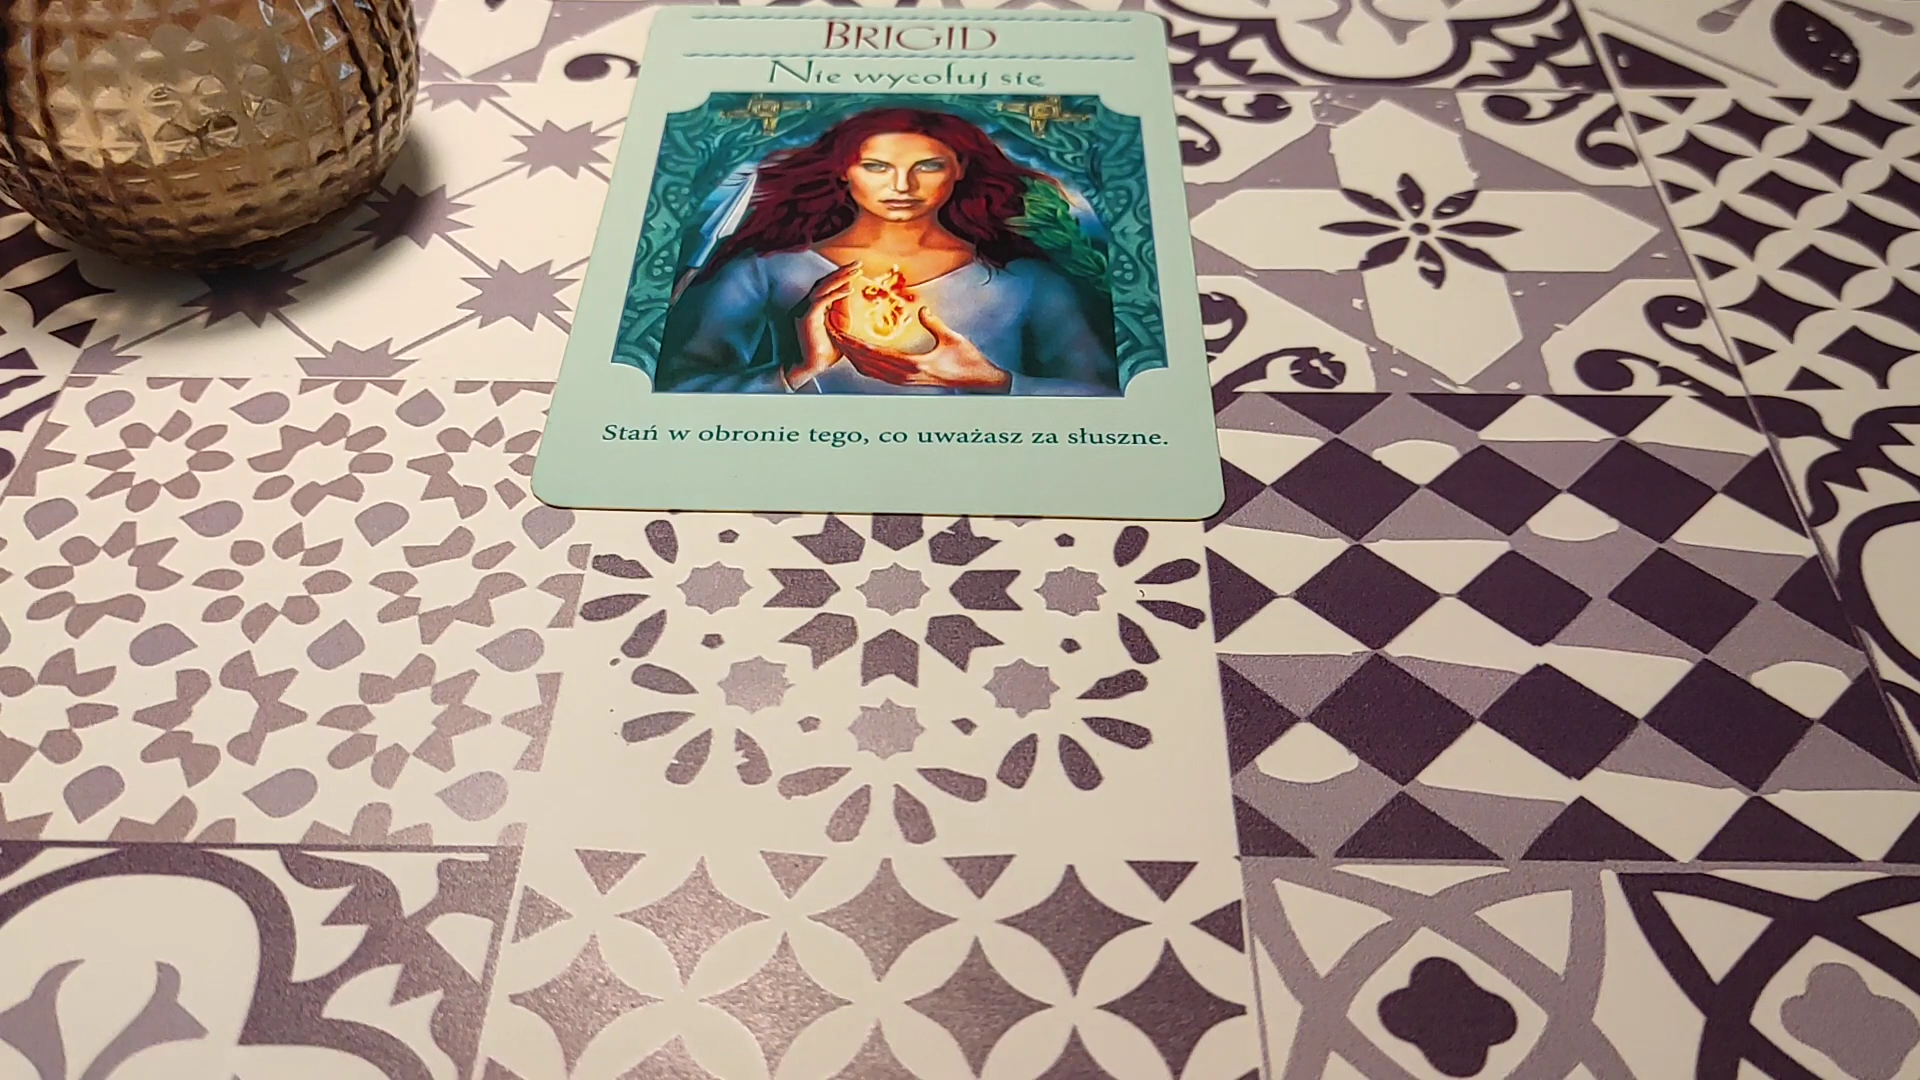 BRIGID
Nie wycofuj się
Stań w obronie tego, co uważasz za słuszne.